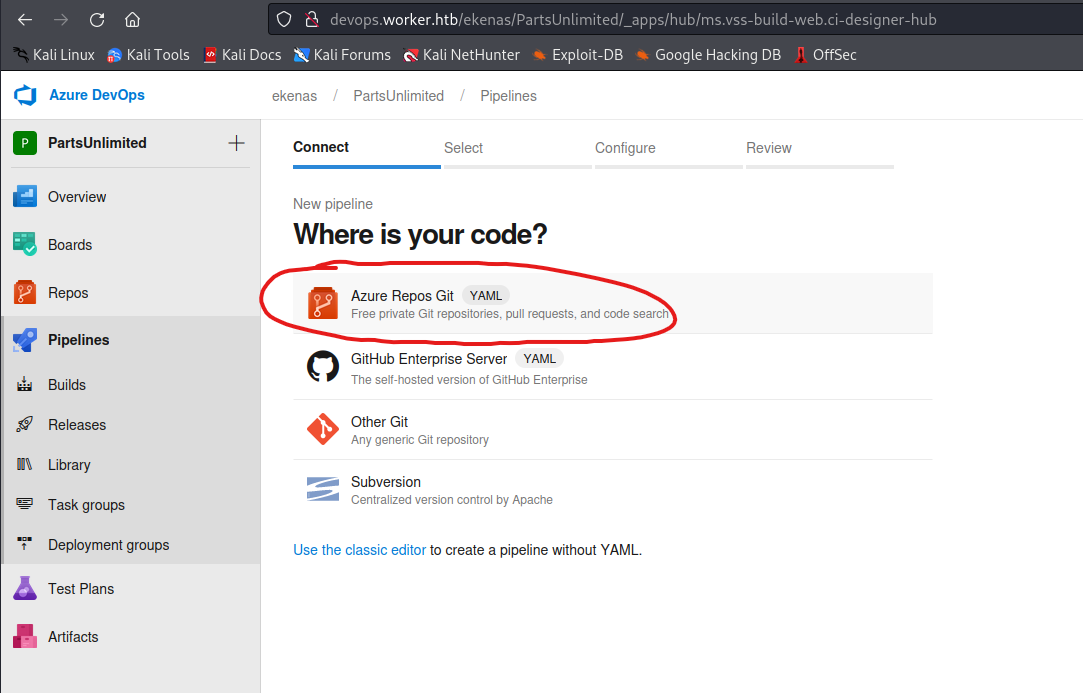 devops.worker.htb/ekenas/PartsUnlimited/_apps/hub/ms.vss-build-web.ci-designer-hub
Kali Linux Kali Tools Kali Docs Kali Forums Kali NetHunter Exploit-DB Google Hacking DB OffSec
Azure DevOps ekenas / PartsUnlimited / Pipelines
P PartsUnlimited
Overview
Boards
Repos
Pipelines
Builds
Releases
Library
Task groups
Deployment groups
Test Plans
Artifacts
Connect Select Configure Review
New pipeline
Where is your code?
Azure Repos Git YAML
Free private Git repositories, pull requests, and code search
GitHub Enterprise Server YAML
The self-hosted version of GitHub Enterprise
Other Git
Any generic Git repository
Subversion
Centralized version control by Apache
Use the classic editor to create a pipeline without YAML.